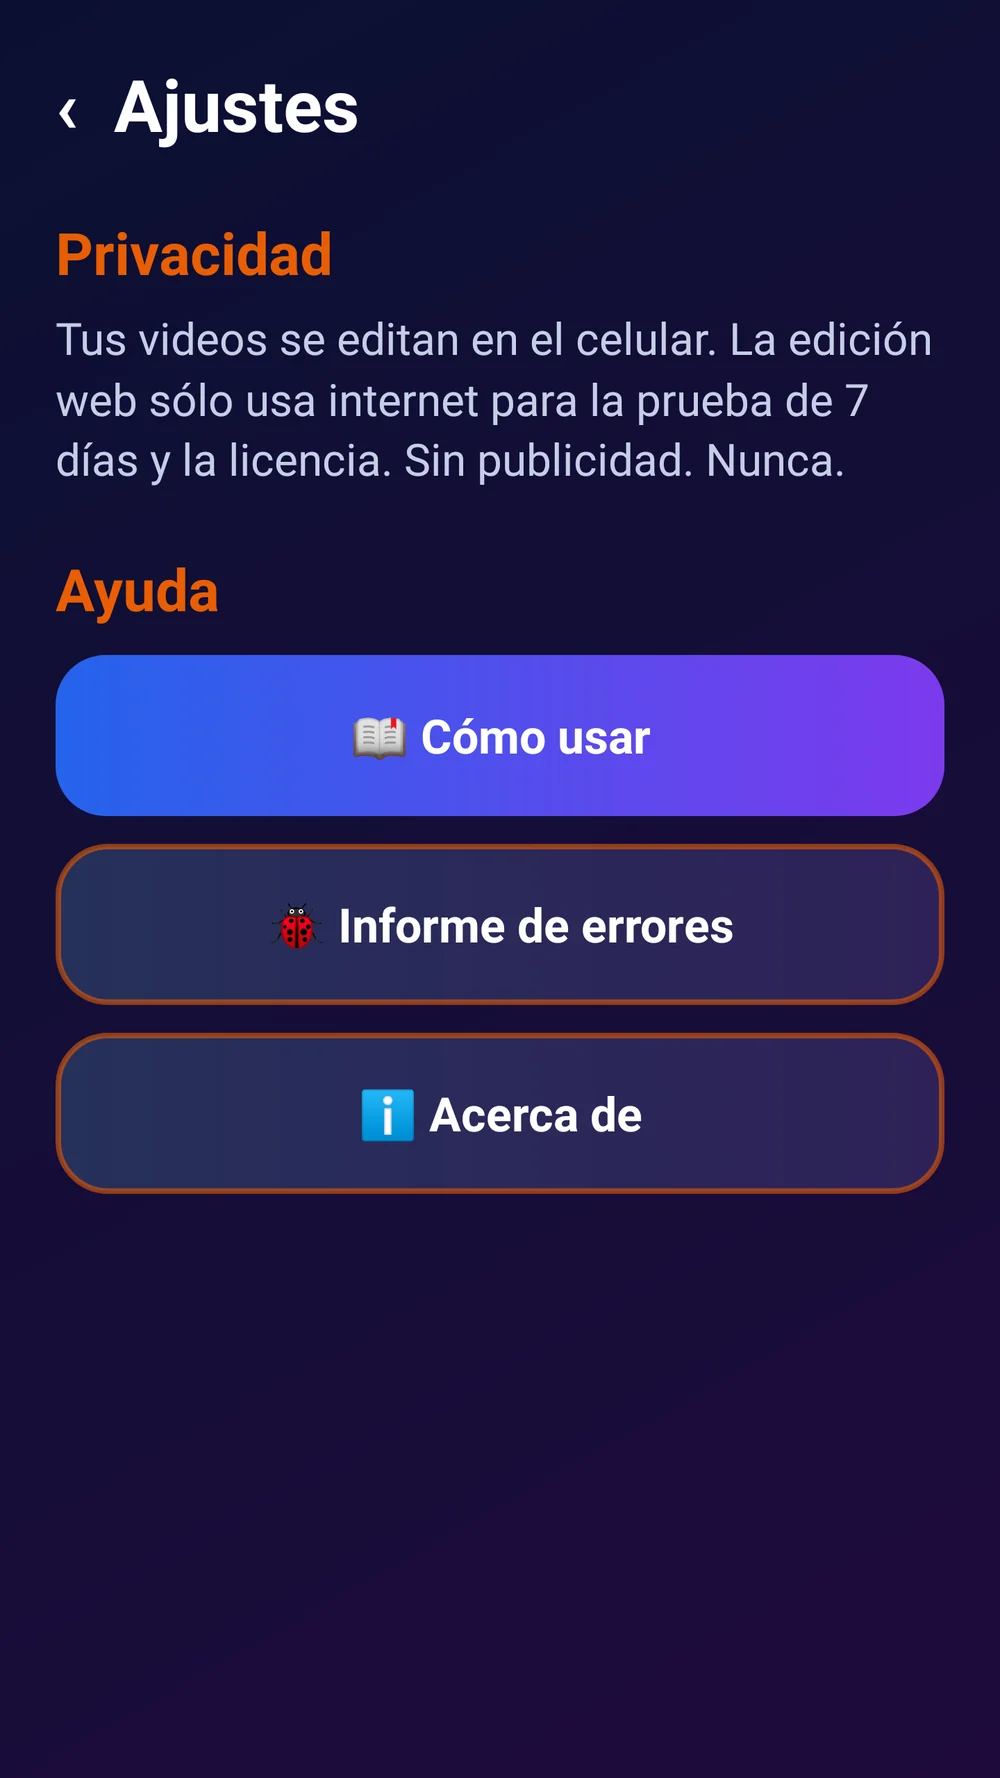 ‹ Ajustes
Privacidad
Tus videos se editan en el celular. La edición
web sólo usa internet para la prueba de 7
días y la licencia. Sin publicidad. Nunca.
Ayuda
📖 Cómo usar
🐞 Informe de errores
ℹ️ Acerca de